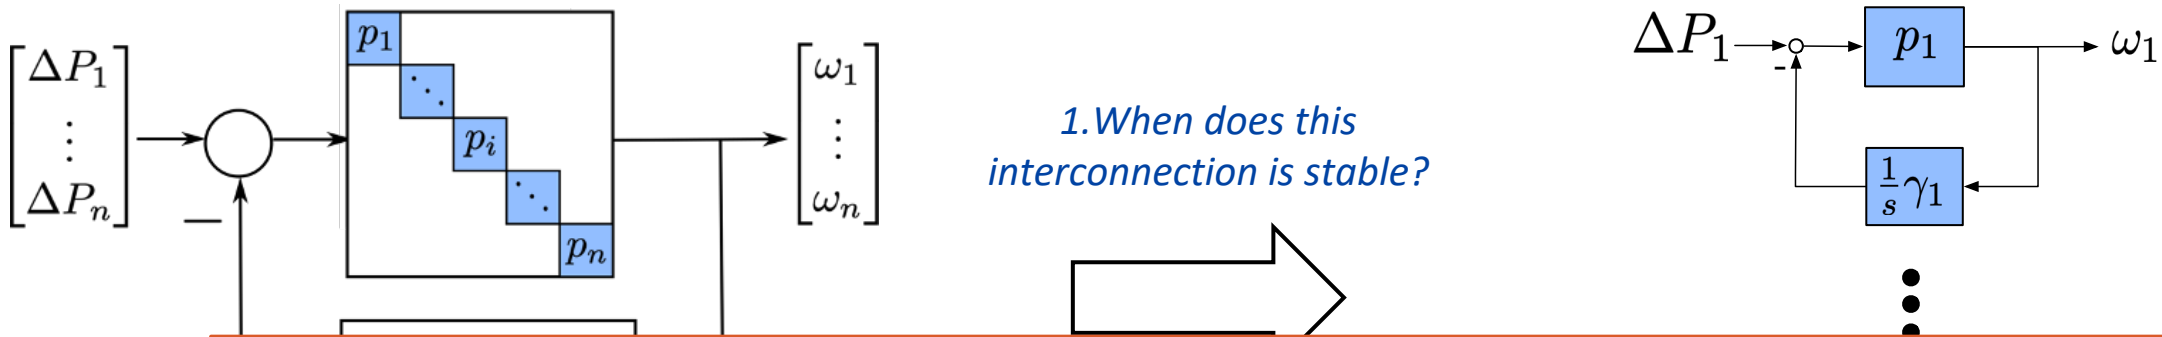 ΔP₁
⋮
ΔPₙ
−
p₁
⋱
pᵢ
⋱
pₙ
ω₁
⋮
ωₙ
1.When does this
interconnection is stable?
ΔP₁
-
p₁
ω₁
1/s γ₁
⋮